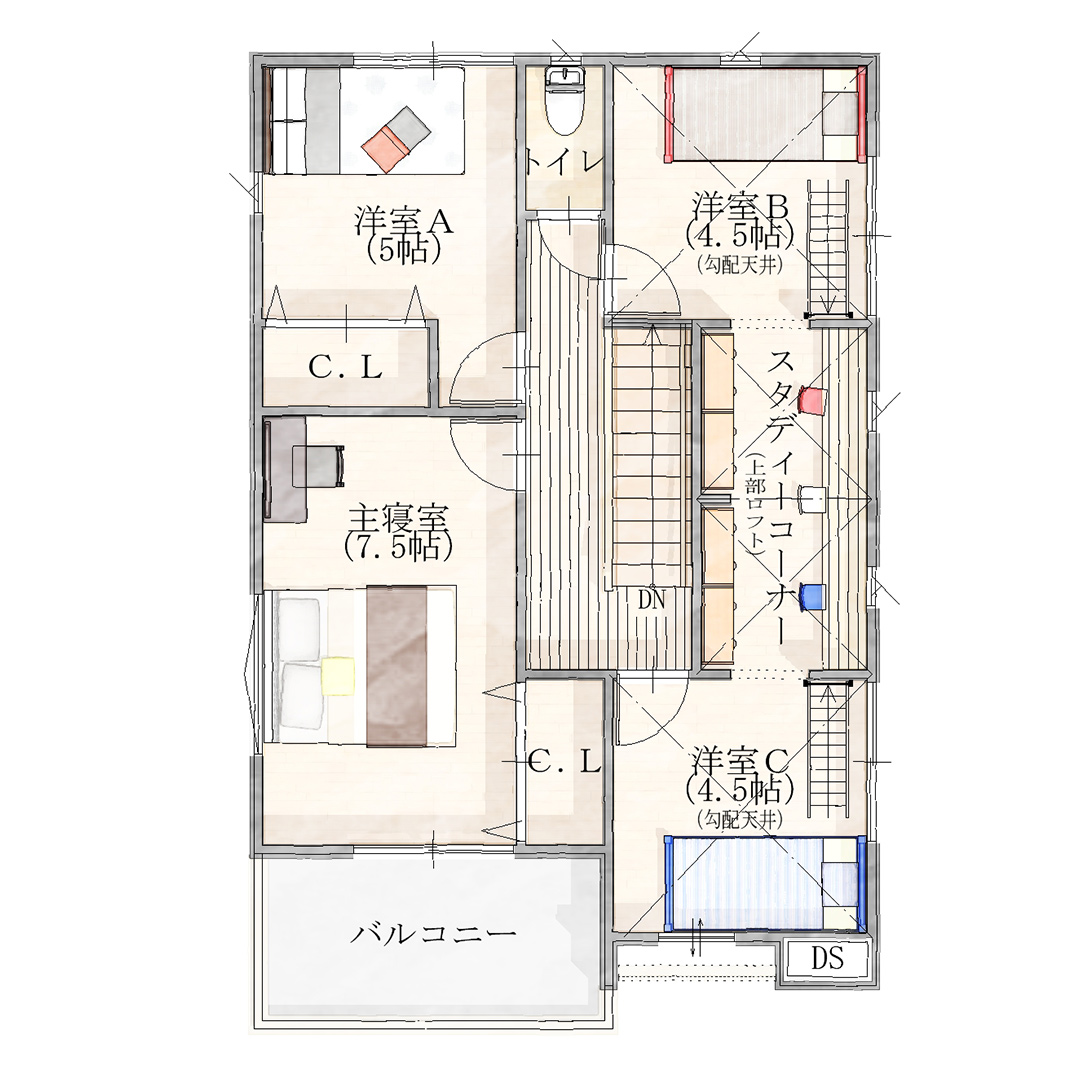 トイレ
洋室A
(5帖)
洋室B
(4.5帖)
(勾配天井)
C.L
スタディーコーナー
(上部ロフト)
主寝室
(7.5帖)
DN
C.L
洋室C
(4.5帖)
(勾配天井)
バルコニー
DS